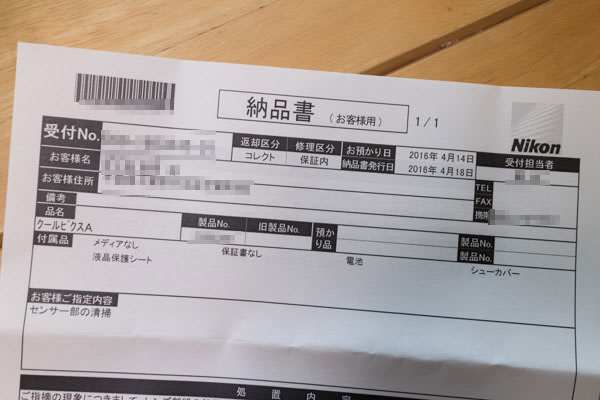 納品書 (お客様用) 1/1
Nikon
受付No. 返却区分 修理区分 お預かり日 2016年 4月14日 受付担当者
お客様名 コレクト 保証内 納品書発行日 2016年 4月18日
お客様住所 TEL
FAX
備考 携帯
品名 製品No. 旧製品No. 預かり品 製品No.
クールピクスA 製品No.
付属品 メディアなし 保証書なし 電池 シューカバー
液晶保護シート
お客様ご指定内容
センサー部の清掃
処置内容